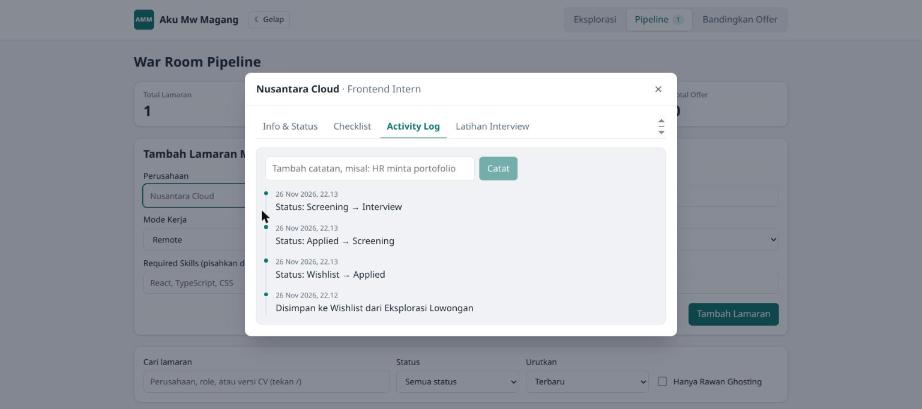 AMM Aku Mw Magang ☾ Gelap Eksplorasi Pipeline 1 Bandingkan Offer
War Room Pipeline
Total Lamaran
1
otal Offer
0
Tambah Lamaran M
Perusahaan
Nusantara Cloud
Mode Kerja
Remote
Required Skills (pisahkan d
React, TypeScript, CSS
Nusantara Cloud · Frontend Intern ×
Info & Status Checklist Activity Log Latihan Interview
Tambah catatan, misal: HR minta portofolio Catat
26 Nov 2026, 22.13
Status: Screening → Interview
26 Nov 2026, 22.13
Status: Applied → Screening
26 Nov 2026, 22.13
Status: Wishlist → Applied
26 Nov 2026, 22.12
Disimpan ke Wishlist dari Eksplorasi Lowongan
Tambah Lamaran
Cari lamaran Status Urutkan
Perusahaan, role, atau versi CV (tekan /) Semua status Terbaru Hanya Rawan Ghosting